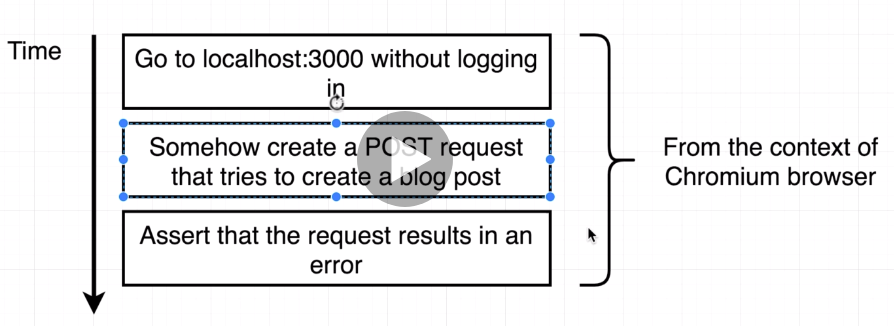 Time
Go to localhost:3000 without logging
in
Somehow create a POST request
that tries to create a blog post
Assert that the request results in an
error
From the context of
Chromium browser